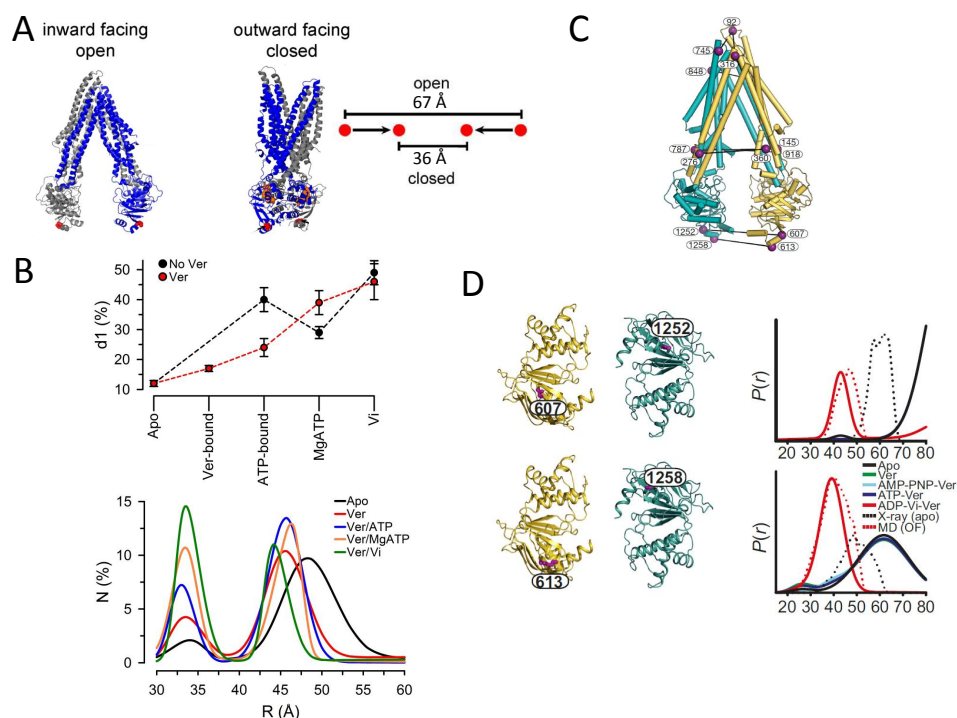 A
inward facing
open
outward facing
closed
open
67 Å
36 Å
closed
B
No Ver
Ver
d1 (%)
50
40
30
20
10
Apo
Ver-bound
ATP-bound
MgATP
Vi
N (%)
15
10
5
0
Apo
Ver
Ver/ATP
Ver/MgATP
Ver/Vi
30 35 40 45 50 55 60
R (Å)
C
92
745
316
848
145
787
918
276
360
1252
607
1258
613
D
607
1252
613
1258
P(r)
20 30 40 50 60 70 80
Apo
Ver
AMP-PNP-Ver
ATP-Ver
ADP-Vi-Ver
X-ray (apo)
MD (OF)
P(r)
20 30 40 50 60 70 80